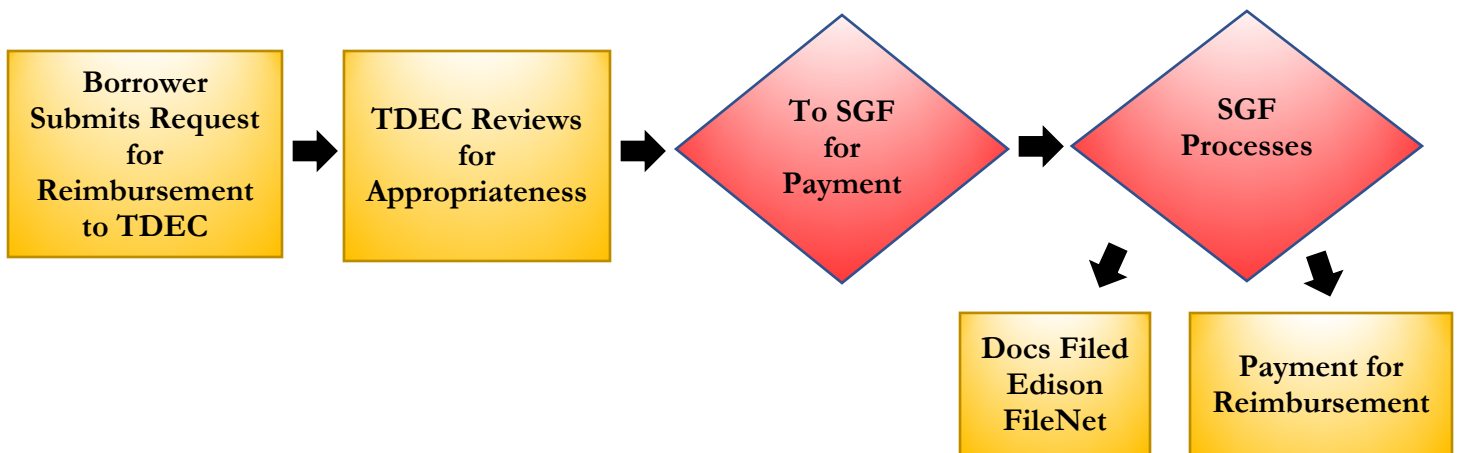 Borrower
Submits Request
for
Reimbursement
to TDEC
TDEC Reviews
for
Appropriateness
To SGF
for
Payment
SGF
Processes
Docs Filed
Edison
FileNet
Payment for
Reimbursement